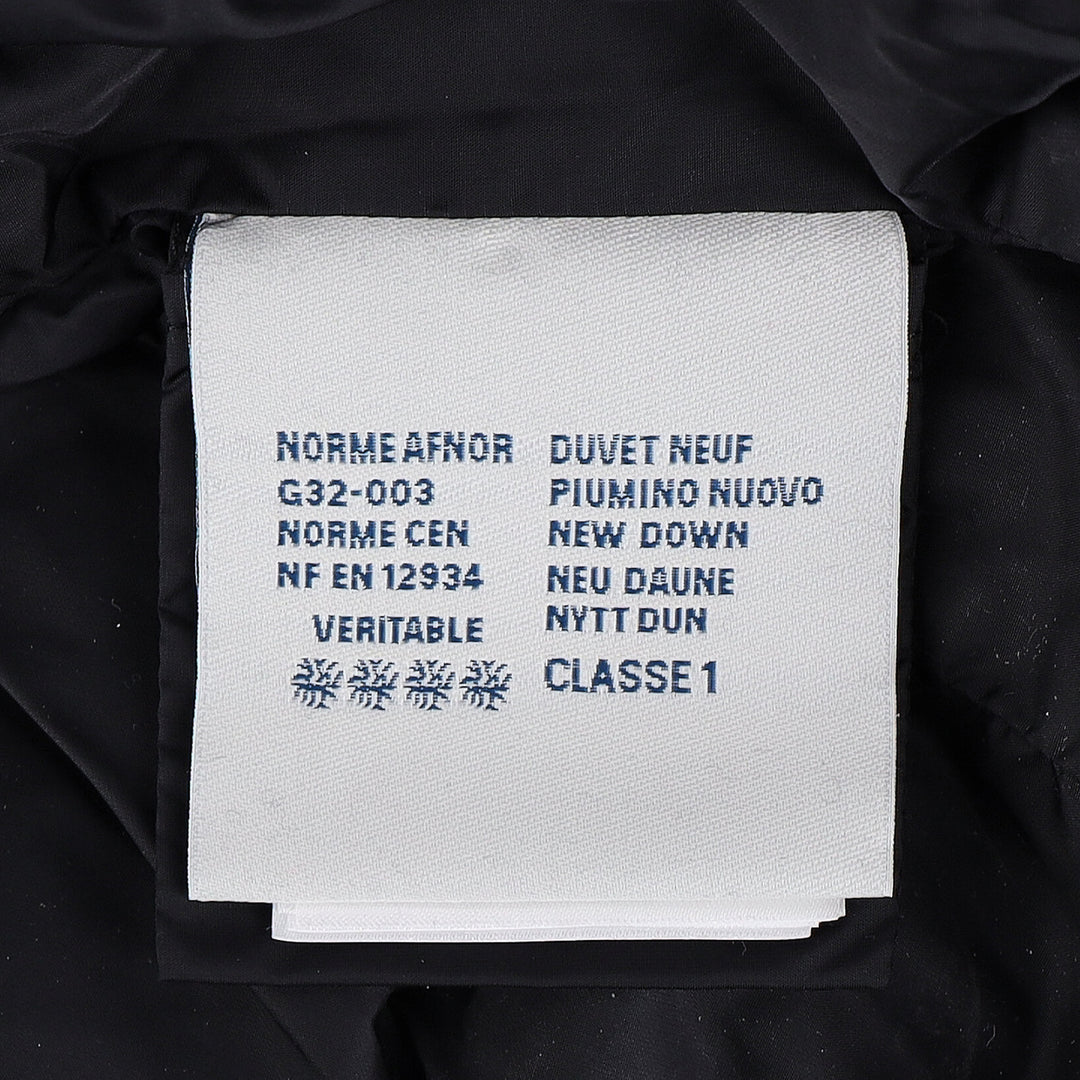 NORME AFNOR
G32-003
NORME CEN
NF EN 12934
VERITABLE
DUVET NEUF
PIUMINO NUOVO
NEW DOWN
NEU DAUNE
NYTT DUN
CLASSE 1